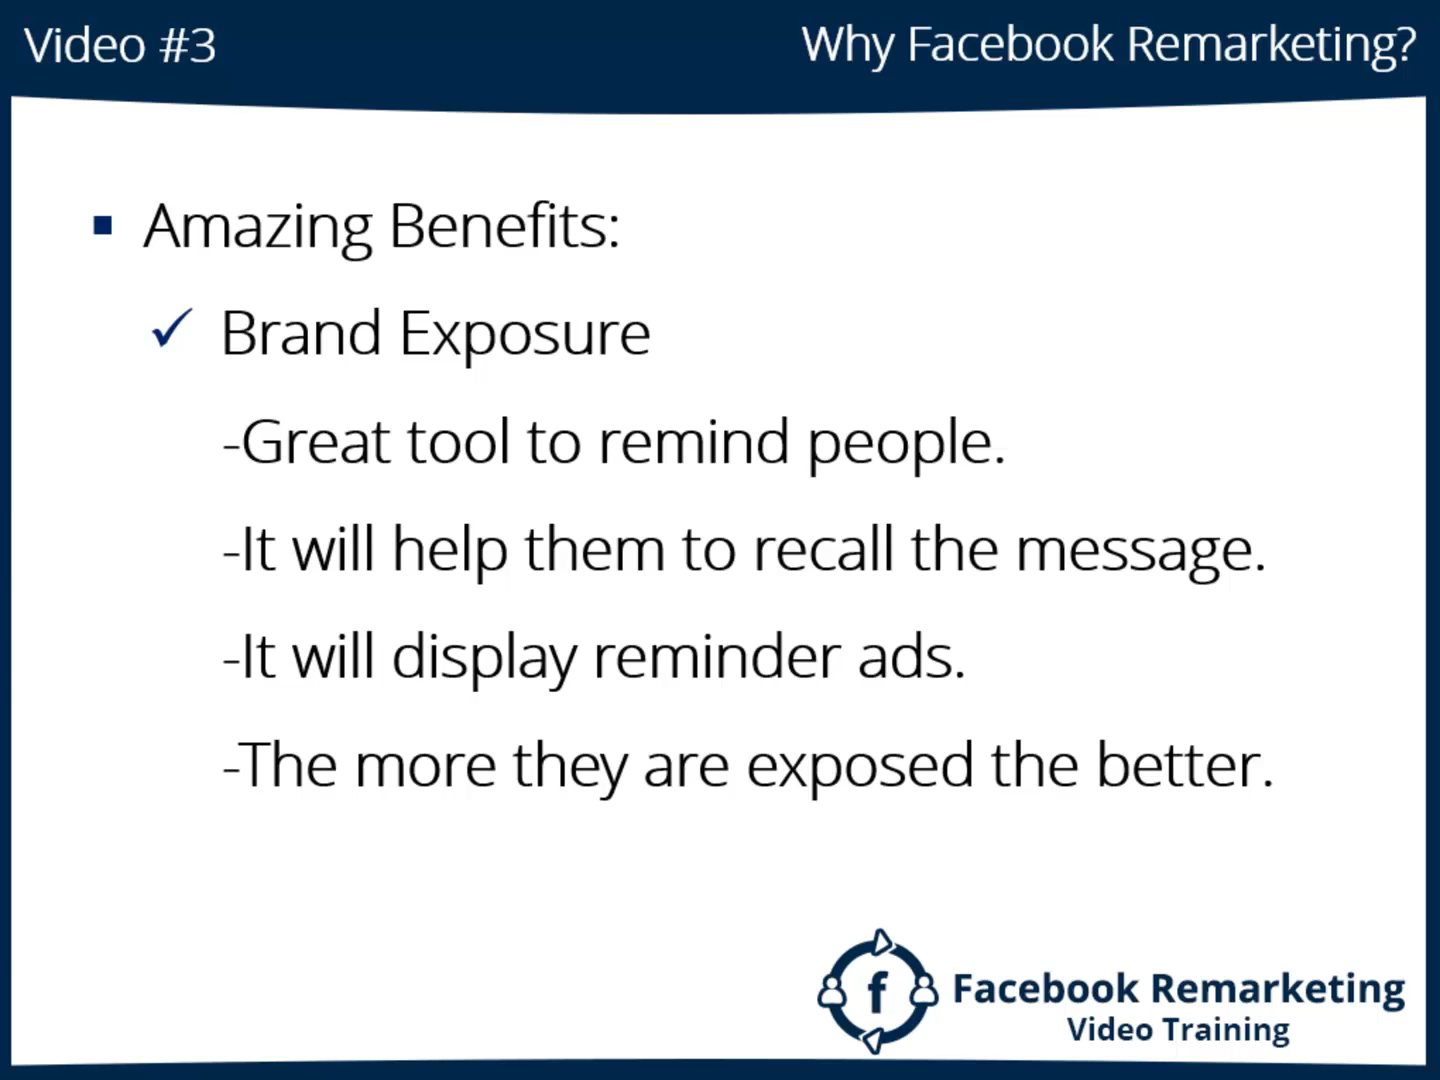 Video #3
Why Facebook Remarketing?
Amazing Benefits:
Brand Exposure
-Great tool to remind people.
-It will help them to recall the message.
-It will display reminder ads.
-The more they are exposed the better.
f
Facebook Remarketing
Video Training